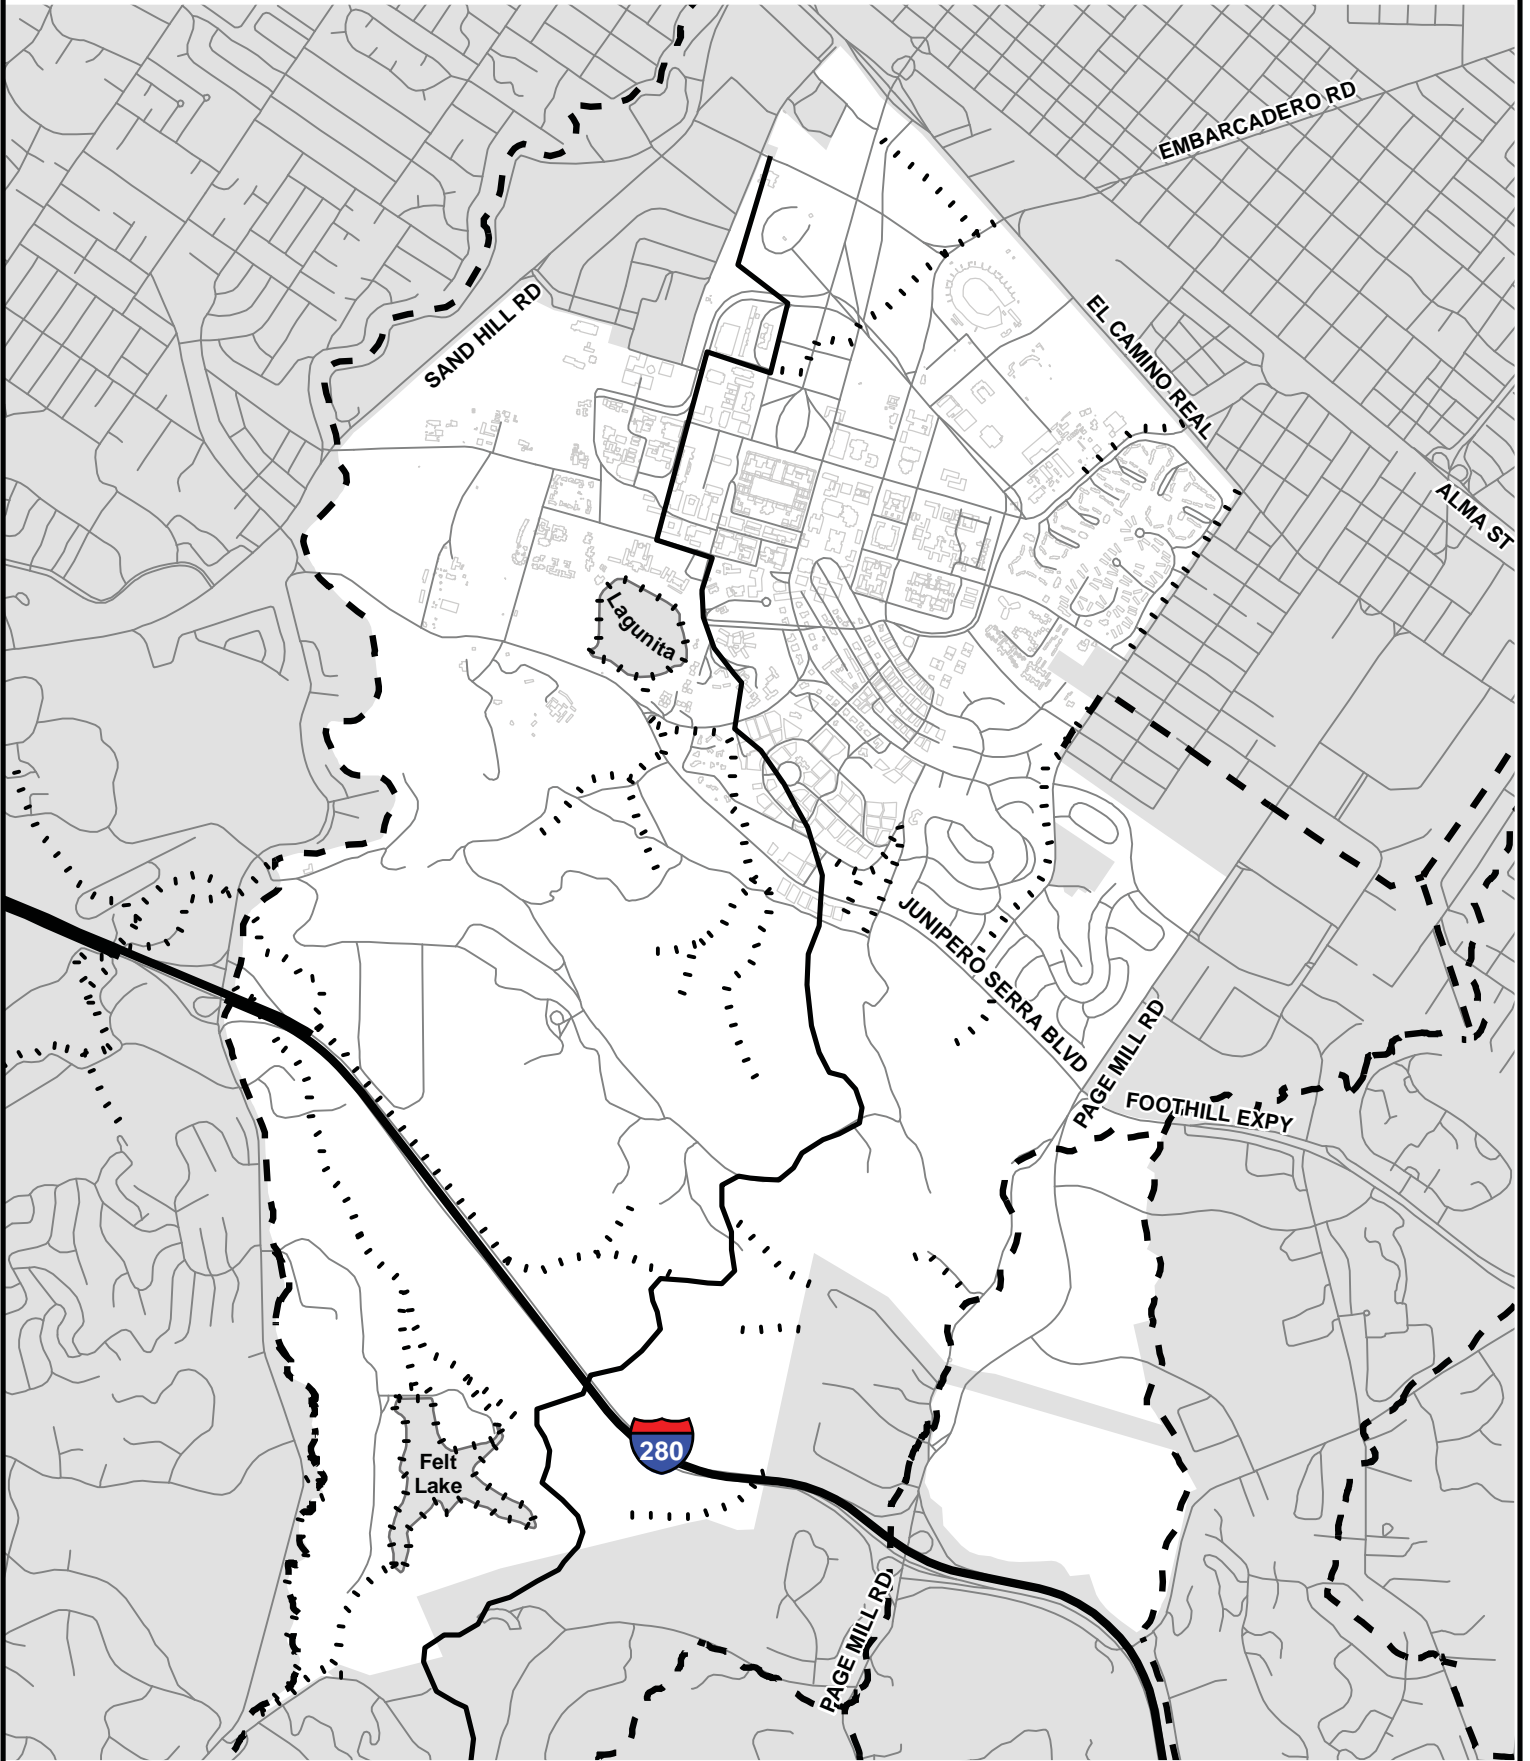 EMBARCADERO RD
SAND HILL RD
EL CAMINO REAL
ALMA ST
Lagunita
JUNIPERO SERRA BLVD
PAGE MILL RD
FOOTHILL EXPY
280
Felt
Lake
PAGE MILL RD